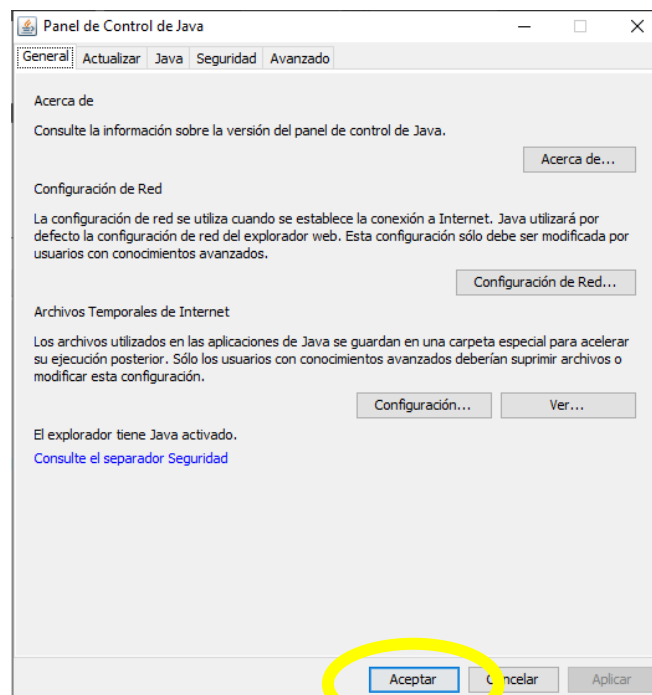 Panel de Control de Java
General Actualizar Java Seguridad Avanzado
Acerca de
Consulte la información sobre la versión del panel de control de Java.
Acerca de...
Configuración de Red
La configuración de red se utiliza cuando se establece la conexión a Internet. Java utilizará por
defecto la configuración de red del explorador web. Esta configuración sólo debe ser modificada por
usuarios con conocimientos avanzados.
Configuración de Red...
Archivos Temporales de Internet
Los archivos utilizados en las aplicaciones de Java se guardan en una carpeta especial para acelerar
su ejecución posterior. Sólo los usuarios con conocimientos avanzados deberían suprimir archivos o
modificar esta configuración.
Configuración... Ver...
El explorador tiene Java activado.
Consulte el separador Seguridad
Aceptar Cancelar Aplicar